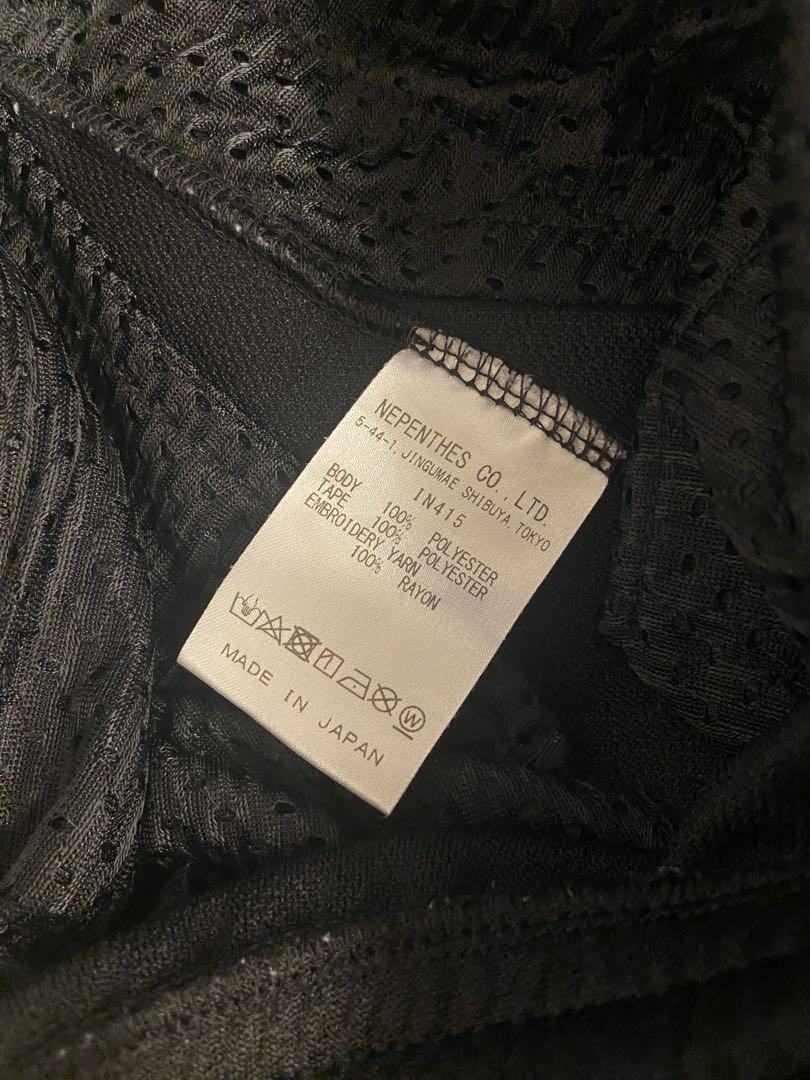 NEPENTHES CO., LTD.
5-44-1, JINGUMAE SHIBUYA, TOKYO
IN415
BODY 100% POLYESTER
TAPE 100% POLYESTER
EMBROIDERY YARN
100% RAYON
W
MADE IN JAPAN